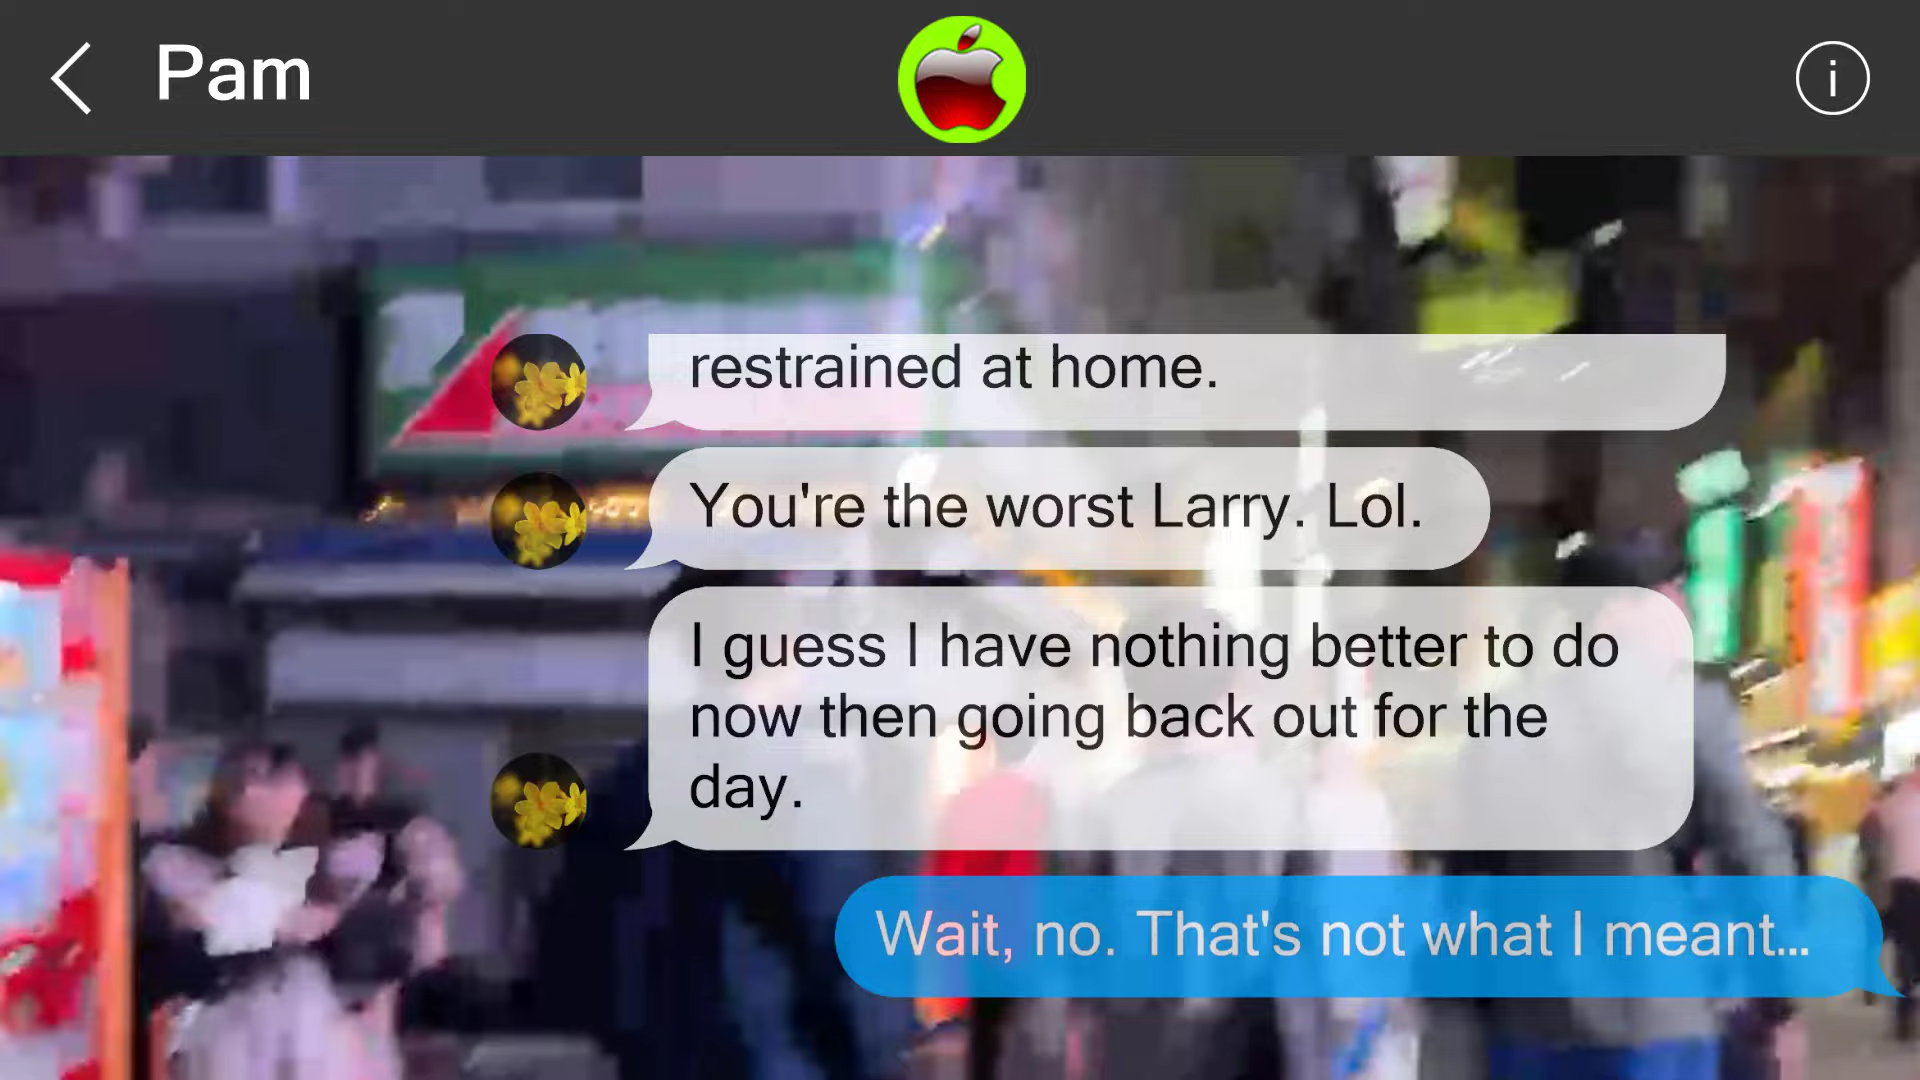 Pam
i
restrained at home.
You're the worst Larry. Lol.
I guess I have nothing better to do
now then going back out for the
day.
Wait, no. That's not what I meant...